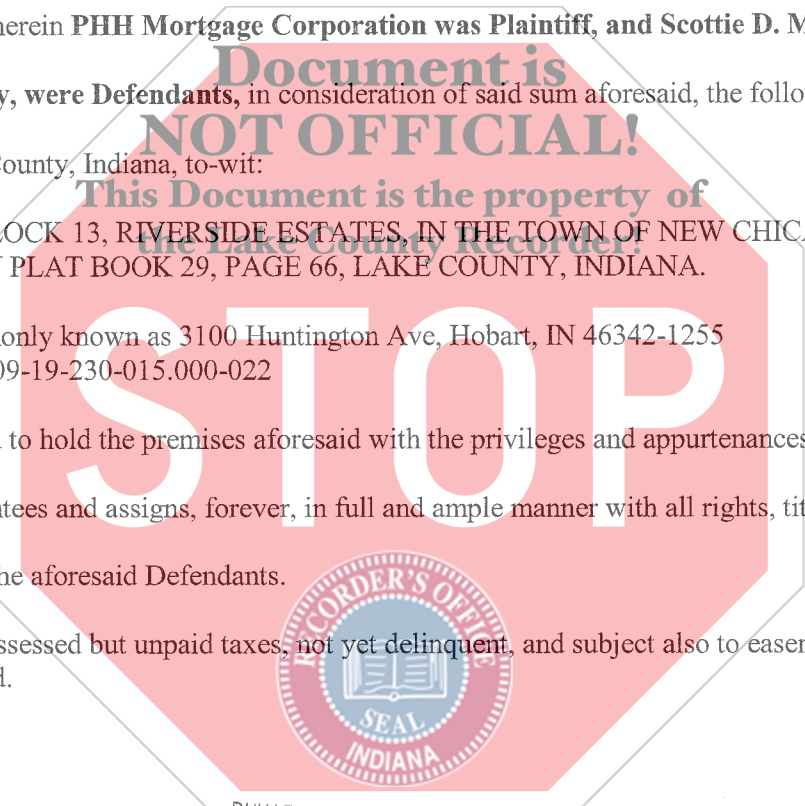 herein PHH Mortgage Corporation was Plaintiff, and Scottie D. M
Document is
y, were Defendants, in consideration of said sum aforesaid, the follo
NOT OFFICIAL!
County, Indiana, to-wit:
This Document is the property of
LOCK 13, RIVERSIDE ESTATES, IN THE TOWN OF NEW CHICA
the Lake County Recorder!
PLAT BOOK 29, PAGE 66, LAKE COUNTY, INDIANA.
STOP
only known as 3100 Huntington Ave, Hobart, IN 46342-1255
09-19-230-015.000-022
to hold the premises aforesaid with the privileges and appurtenances
ntees and assigns, forever, in full and ample manner with all rights, tit
he aforesaid Defendants.
ssessed but unpaid taxes, not yet delinquent, and subject also to easem
d.
RECORDER'S OFFICE
SEAL
INDIANA